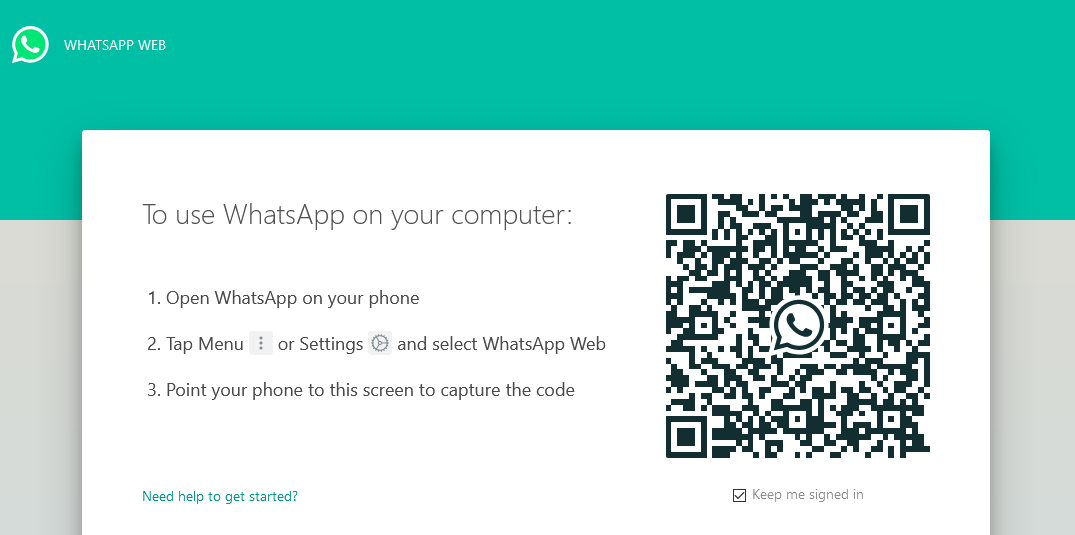 WHATSAPP WEB
To use WhatsApp on your computer:
1. Open WhatsApp on your phone
2. Tap Menu or Settings and select WhatsApp Web
3. Point your phone to this screen to capture the code
Need help to get started?
Keep me signed in